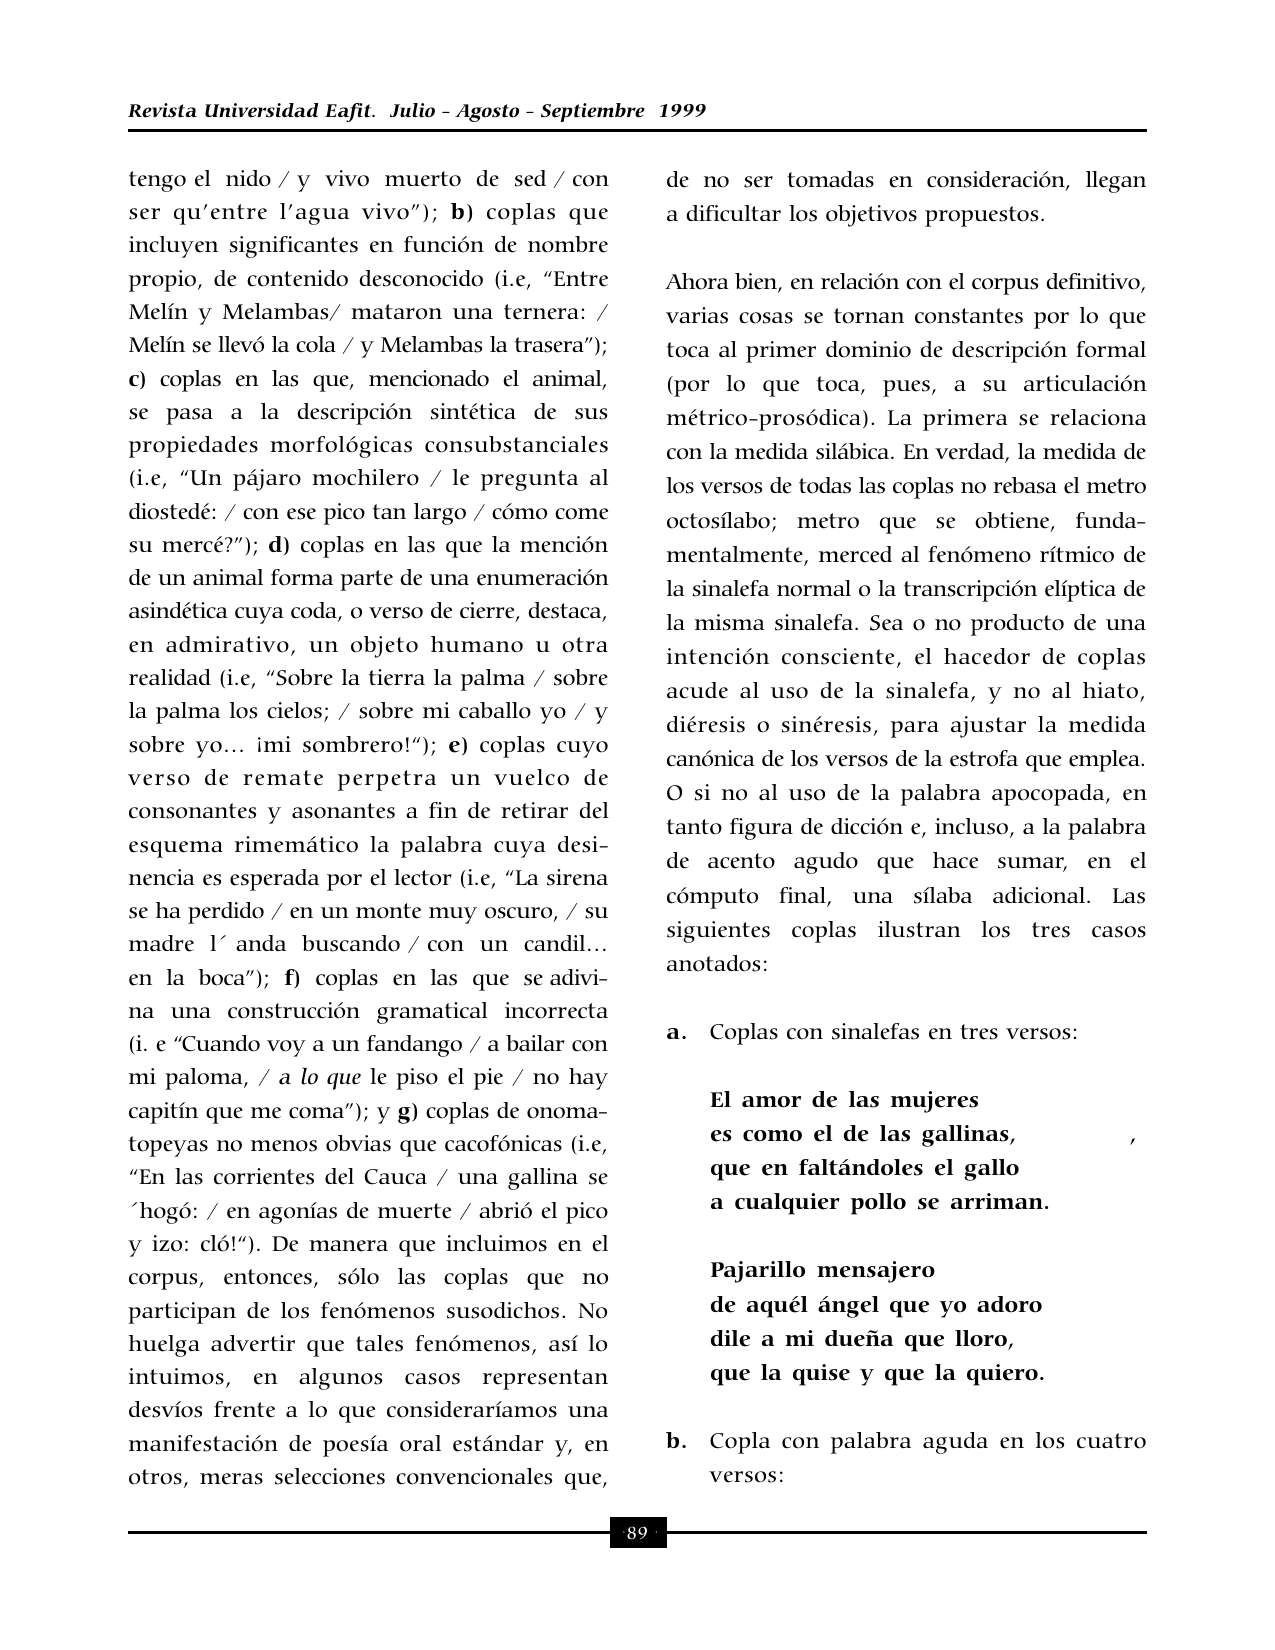 Revista Universidad Eafit. Julio - Agosto - Septiembre 1999
tengo el nido / y vivo muerto de sed / con
ser qu’entre l’agua vivo”); b) coplas que
incluyen significantes en función de nombre
propio, de contenido desconocido (i.e, “Entre
Melín y Melambas/ mataron una ternera: /
Melín se llevó la cola / y Melambas la trasera”);
c) coplas en las que, mencionado el animal,
se pasa a la descripción sintética de sus
propiedades morfológicas consubstanciales
(i.e, “Un pájaro mochilero / le pregunta al
diostedé: / con ese pico tan largo / cómo come
su mercé?”); d) coplas en las que la mención
de un animal forma parte de una enumeración
asindética cuya coda, o verso de cierre, destaca,
en admirativo, un objeto humano u otra
realidad (i.e, “Sobre la tierra la palma / sobre
la palma los cielos; / sobre mi caballo yo / y
sobre yo… ¡mi sombrero!“); e) coplas cuyo
verso de remate perpetra un vuelco de
consonantes y asonantes a fin de retirar del
esquema rimemático la palabra cuya desi-
nencia es esperada por el lector (i.e, “La sirena
se ha perdido / en un monte muy oscuro, / su
madre l´ anda buscando / con un candil…
en la boca”); f) coplas en las que se adivi-
na una construcción gramatical incorrecta
(i. e “Cuando voy a un fandango / a bailar con
mi paloma, / a lo que le piso el pie / no hay
capitín que me coma”); y g) coplas de onoma-
topeyas no menos obvias que cacofónicas (i.e,
“En las corrientes del Cauca / una gallina se
´hogó: / en agonías de muerte / abrió el pico
y izo: cló!“). De manera que incluimos en el
corpus, entonces, sólo las coplas que no
participan de los fenómenos susodichos. No
huelga advertir que tales fenómenos, así lo
intuimos, en algunos casos representan
desvíos frente a lo que consideraríamos una
manifestación de poesía oral estándar y, en
otros, meras selecciones convencionales que,
de no ser tomadas en consideración, llegan
a dificultar los objetivos propuestos.
Ahora bien, en relación con el corpus definitivo,
varias cosas se tornan constantes por lo que
toca al primer dominio de descripción formal
(por lo que toca, pues, a su articulación
métrico-prosódica). La primera se relaciona
con la medida silábica. En verdad, la medida de
los versos de todas las coplas no rebasa el metro
octosílabo; metro que se obtiene, funda-
mentalmente, merced al fenómeno rítmico de
la sinalefa normal o la transcripción elíptica de
la misma sinalefa. Sea o no producto de una
intención consciente, el hacedor de coplas
acude al uso de la sinalefa, y no al hiato,
diéresis o sinéresis, para ajustar la medida
canónica de los versos de la estrofa que emplea.
O si no al uso de la palabra apocopada, en
tanto figura de dicción e, incluso, a la palabra
de acento agudo que hace sumar, en el
cómputo final, una sílaba adicional. Las
siguientes coplas ilustran los tres casos
anotados:
a. Coplas con sinalefas en tres versos:
El amor de las mujeres
es como el de las gallinas, ,
que en faltándoles el gallo
a cualquier pollo se arriman.
Pajarillo mensajero
de aquél ángel que yo adoro
dile a mi dueña que lloro,
que la quise y que la quiero.
b. Copla con palabra aguda en los cuatro
versos:
89